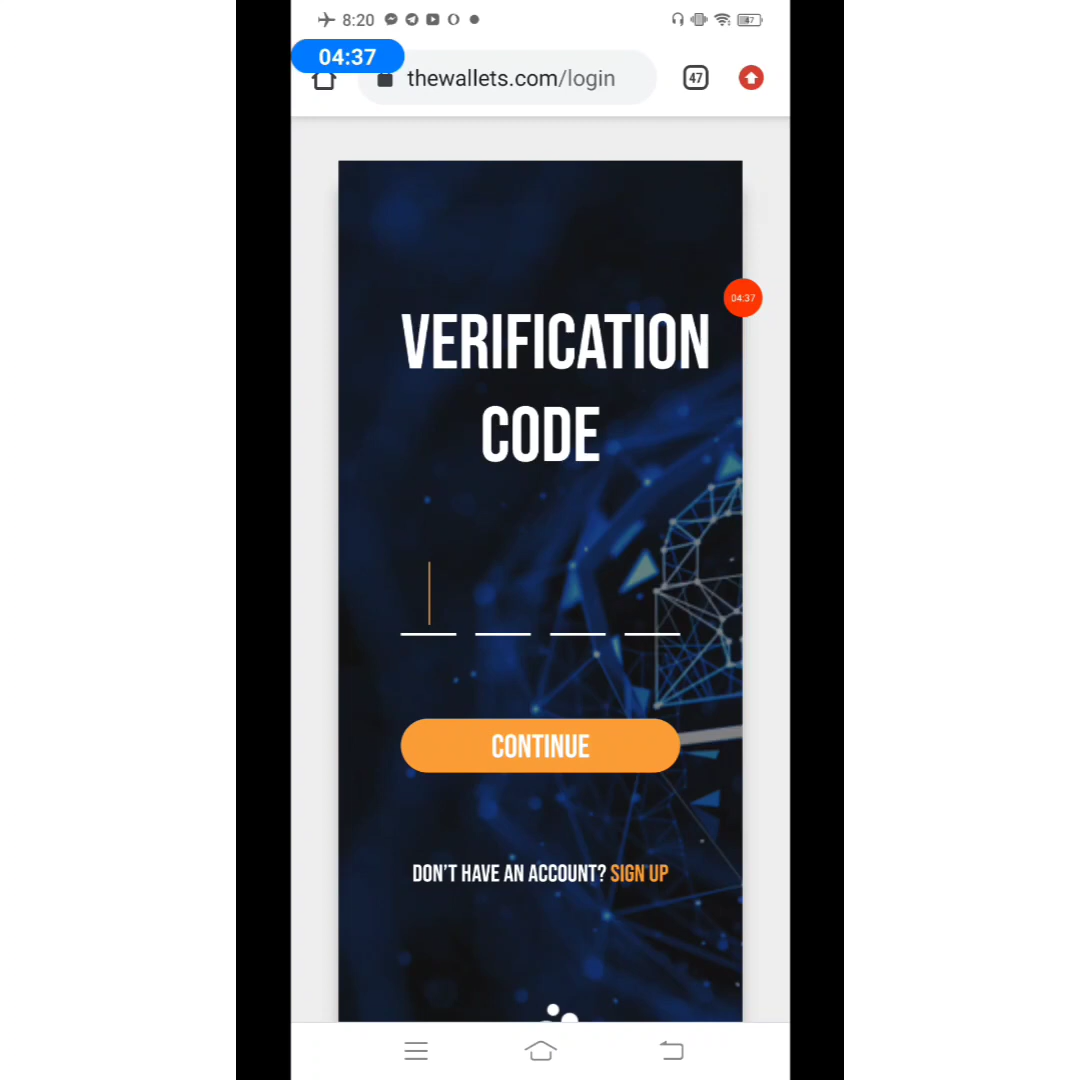 8:20
47
04:37
thewallets.com/login
47
04:37
VERIFICATION
CODE
CONTINUE
DON'T HAVE AN ACCOUNT? SIGN UP